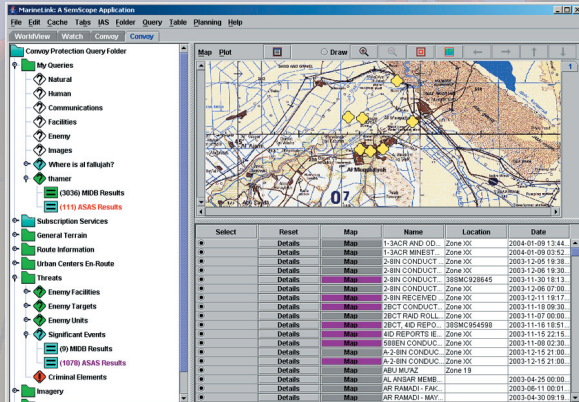 MarineLink: A SemScope Application
File Edit Cache Tabs IAS Folder Query Table Planning Help
WorldView Watch Convoy Convoy
Convoy Protection Query Folder
My Queries
Natural
Human
Communications
Facilities
Enemy
Images
Where is al fallujah?
thamer
(3036) MIDB Results
(111) ASAS Results
Subscription Services
General Terrain
Route Information
Urban Centers En-Route
Threats
Enemy Facilities
Enemy Targets
Enemy Units
Significant Events
(9) MIDB Results
(1078) ASAS Results
Criminal Elements
Imagery
Map Plot Draw
1
07
Select Reset Map Name Location Date
Details Map 1-3ACR AND OD... Zone XX 2004-01-09 13:44...
Details Map 1-3ACR MINEST... Zone XX 2004-01-09 03:52...
Details Map 2-8IN CONDUCT... Zone XX 2003-12-05 19:38...
Details Map 2-8IN CONDUCT... Zone XX 2003-12-06 19:30...
Details Map 2-8IN CONDUCT... 38SMC928645 2003-11-30 18:13...
Details Map 2-8IN CONDUCT... Zone XX 2003-12-06 07:00...
Details Map 2-8IN RECEIVED ... Zone XX 2003-12-11 19:17...
Details Map 2BCT CONDUCT... Zone XX 2003-11-18 09:30...
Details Map 2BCT RAID ROLL... Zone XX 2003-11-07 00:00...
Details Map 2BCT, 4ID REPO... 38SMC954598 2003-11-16 18:51...
Details Map 4ID REPORTS IE... Zone XX 2003-11-15 22:15...
Details Map 588EN CONDUC... Zone XX 2003-11-08 02:30...
Details Map A-2-8IN CONDUC... Zone XX 2003-12-15 21:00...
Details Map A-2-8IN CONDUC... Zone XX 2003-12-15 21:00...
Details Map ABU MU'AZ Zone 19
Details Map AL ANSAR MEMB... 2003-04-25 00:00...
Details Map AR RAMADI - FAK... 2003-06-11 00:01...
Details Map AR RAMADI - MAY... 2003-04-30 09:19...